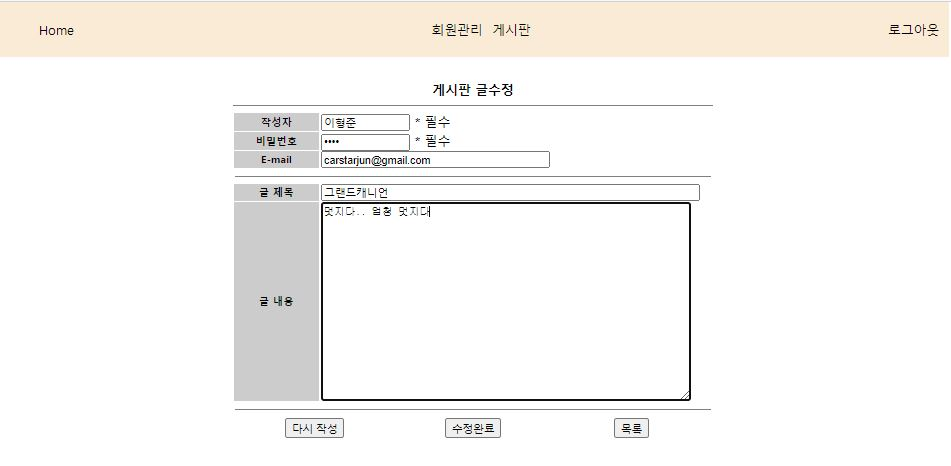 Home 회원관리 게시판 로그아웃
게시판 글수정
작성자 이형준 * 필수
비밀번호 •••• * 필수
E-mail carstarjun@gmail.com
글 제목 그랜드캐니언
글 내용 멋지다.. 엄청 멋지다
다시 작성 수정완료 목록